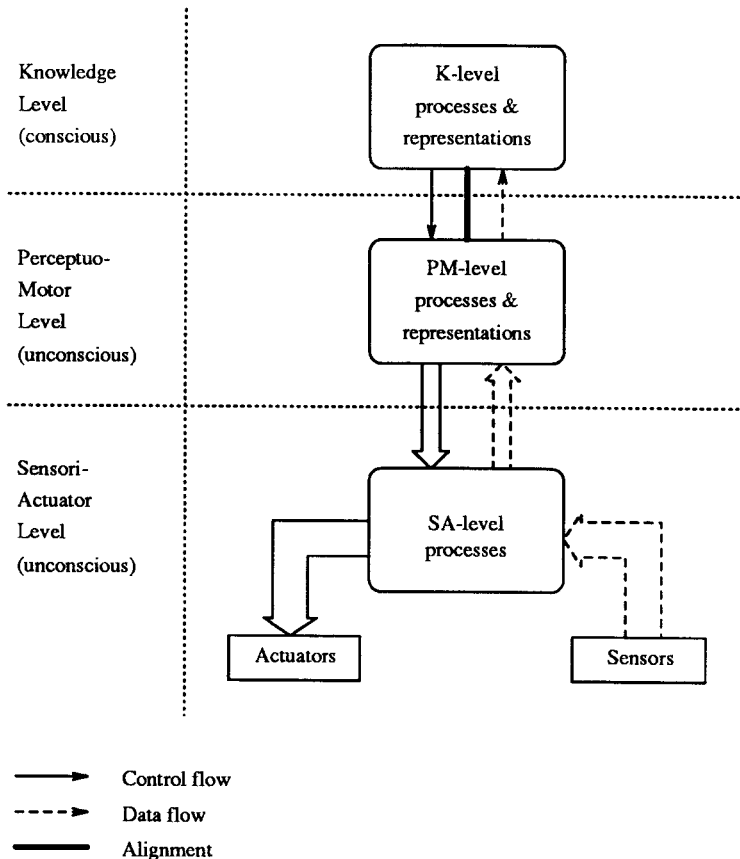 Knowledge
Level
(conscious)
K-level
processes &
representations
Perceptuo-
Motor
Level
(unconscious)
PM-level
processes &
representations
Sensori-
Actuator
Level
(unconscious)
SA-level
processes
Actuators
Sensors
Control flow
Data flow
Alignment